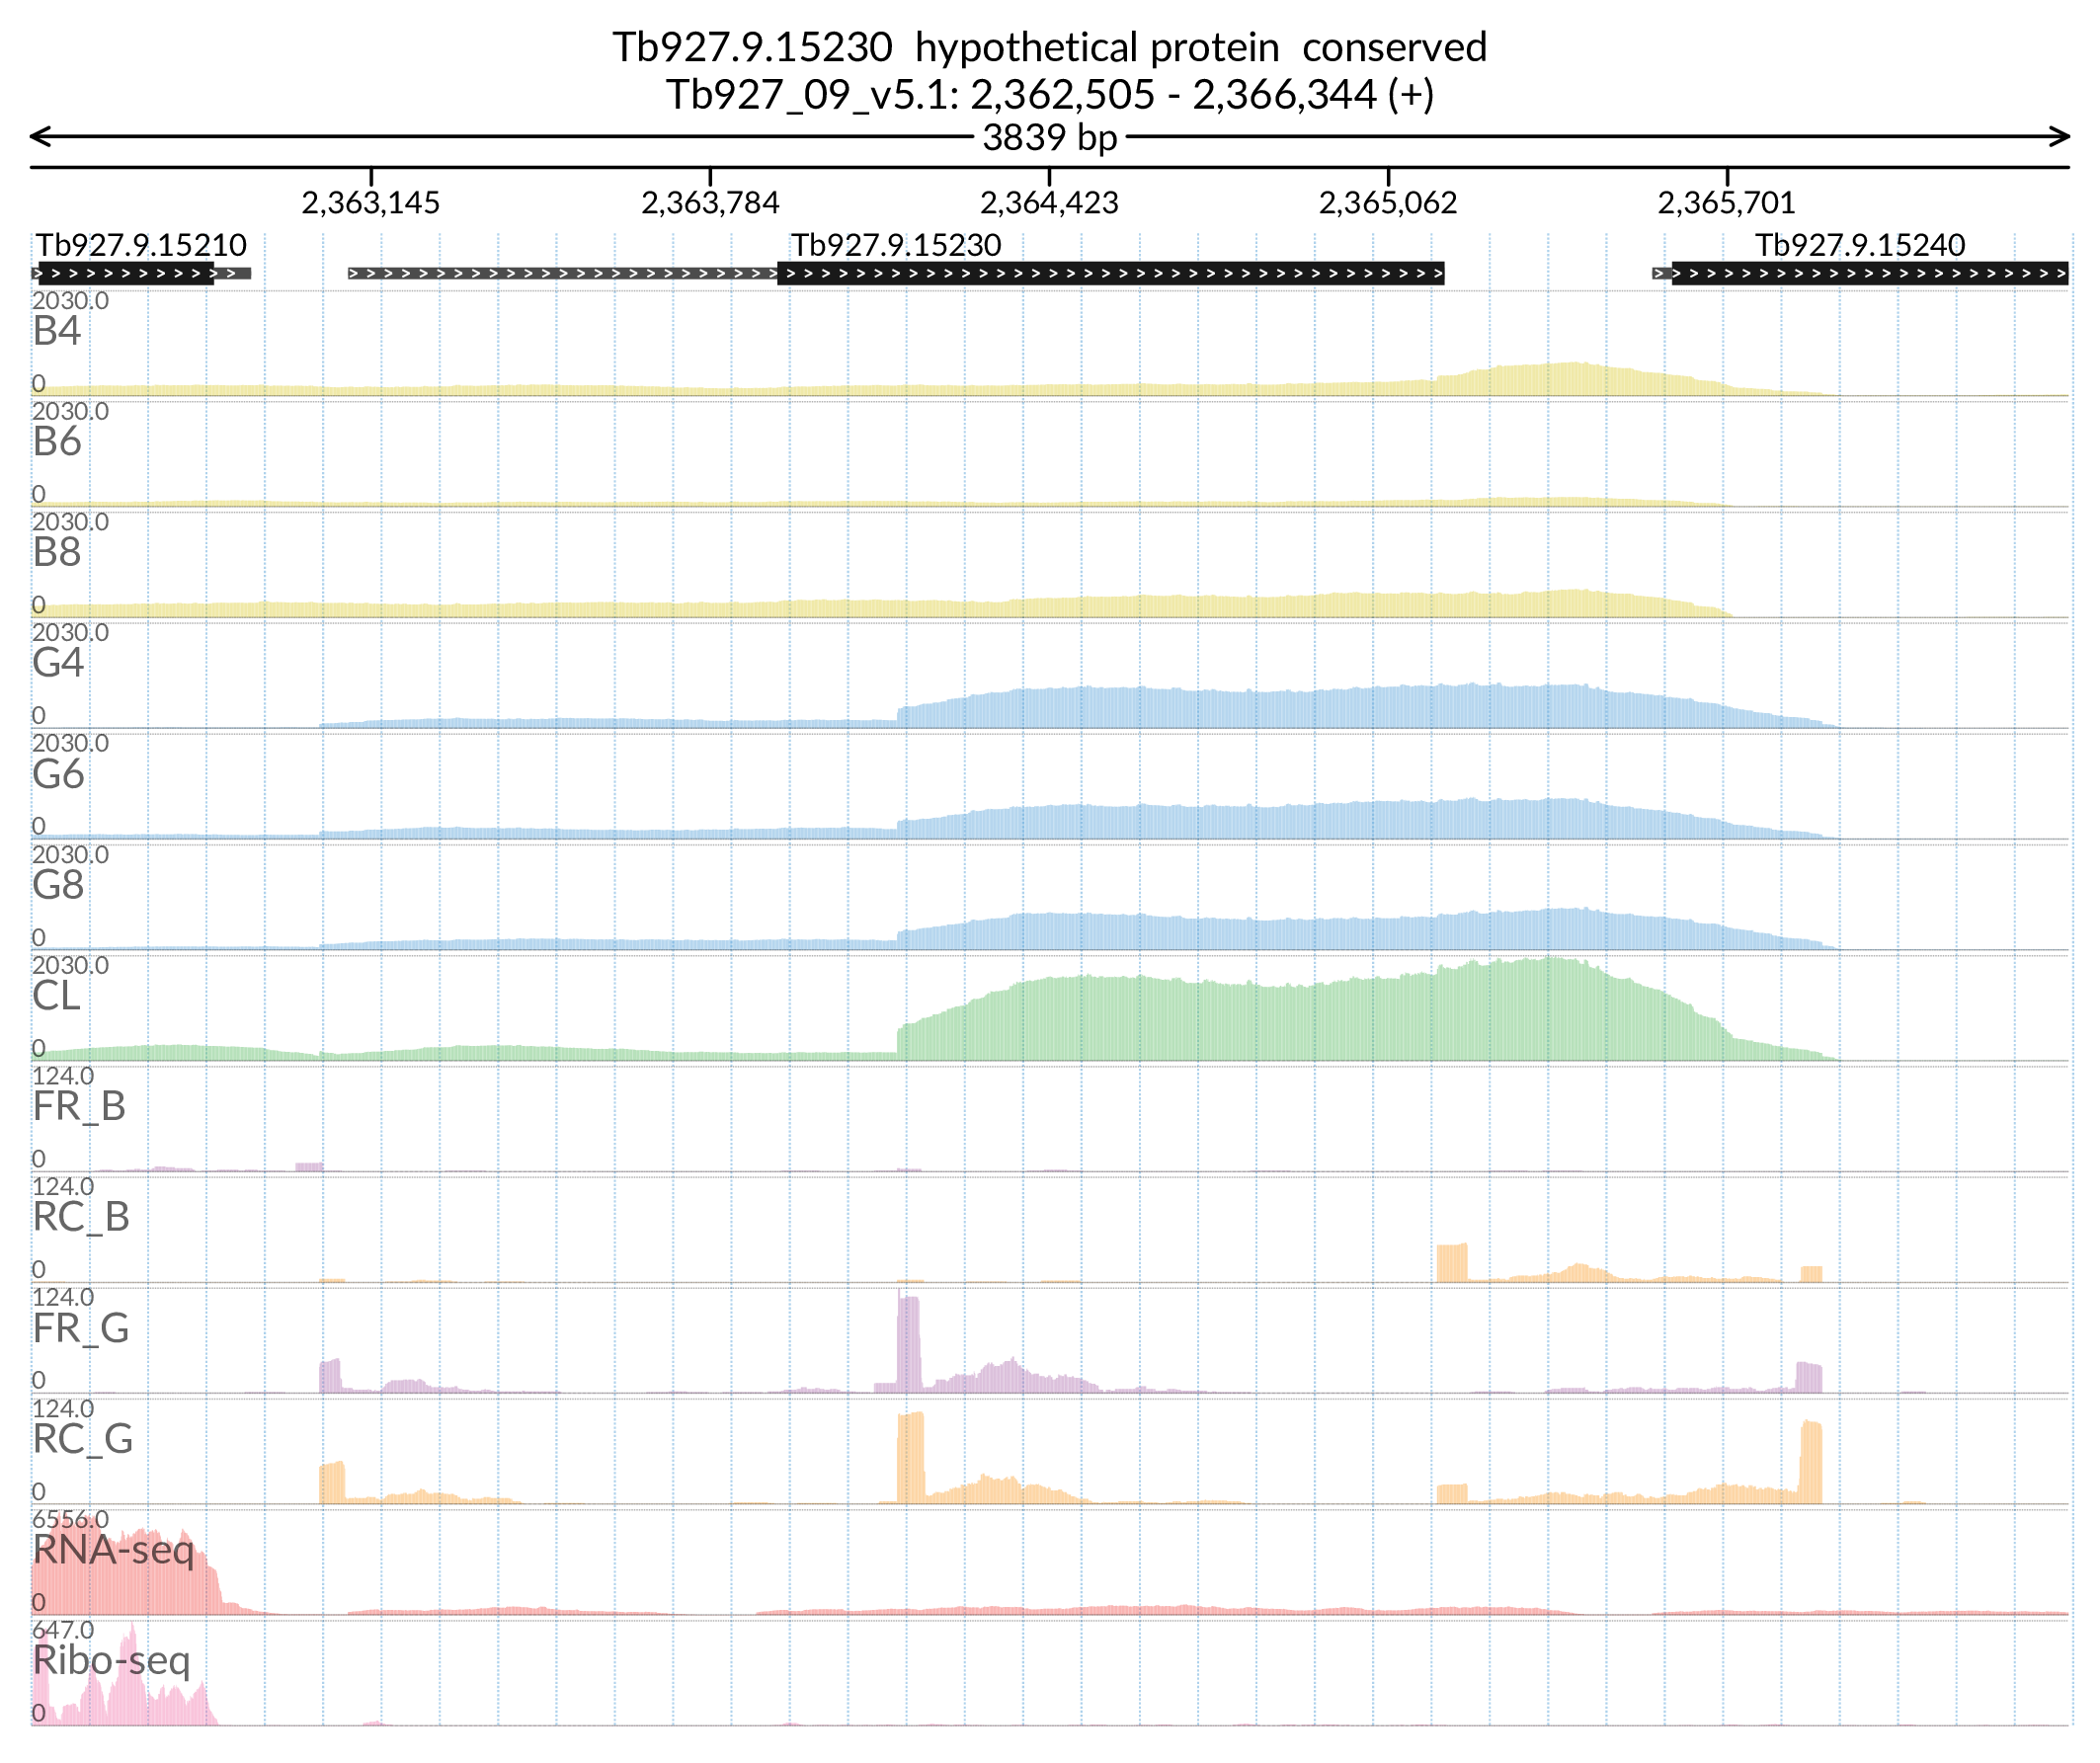 Tb927.9.15230  hypothetical protein  conserved
Tb927_09_v5.1: 2,362,505 - 2,366,344 (+)
3839 bp
2,363,145 2,363,784 2,364,423 2,365,062 2,365,701
Tb927.9.15210 Tb927.9.15230 Tb927.9.15240
2030.0
B4
0
2030.0
B6
0
2030.0
B8
0
2030.0
G4
0
2030.0
G6
0
2030.0
G8
0
2030.0
CL
0
124.0
FR_B
0
124.0
RC_B
0
124.0
FR_G
0
124.0
RC_G
0
6556.0
RNA-seq
0
647.0
Ribo-seq
0